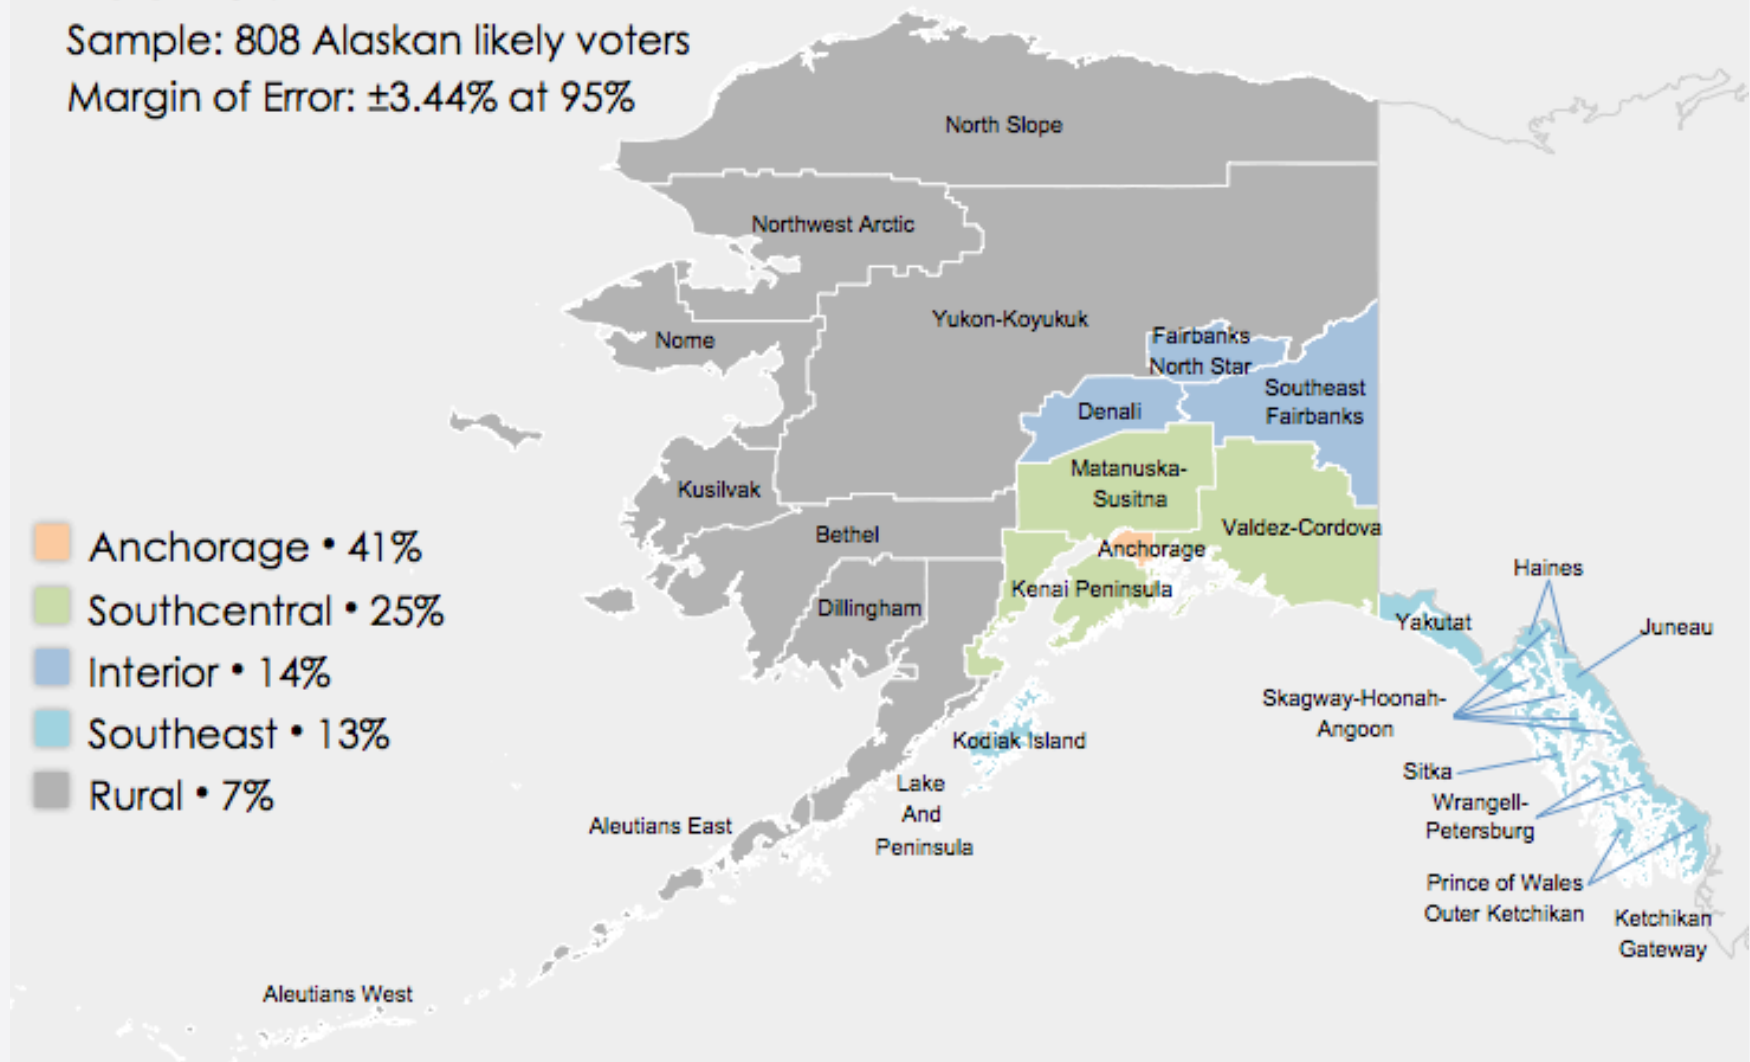 Sample: 808 Alaskan likely voters
Margin of Error: ±3.44% at 95%
North Slope
Northwest Arctic
Yukon-Koyukuk
Nome
Fairbanks
North Star
Southeast
Fairbanks
Denali
Matanuska-
Susitna
Kusilvak
Bethel
Valdez-Cordova
Anchorage
Kenai Peninsula
Dillingham
Anchorage • 41%
Southcentral • 25%
Interior • 14%
Southeast • 13%
Rural • 7%
Haines
Yakutat
Juneau
Skagway-Hoonah-
Angoon
Kodiak Island
Sitka
Lake
And
Peninsula
Wrangell-
Petersburg
Aleutians East
Prince of Wales
Outer Ketchikan
Ketchikan
Gateway
Aleutians West